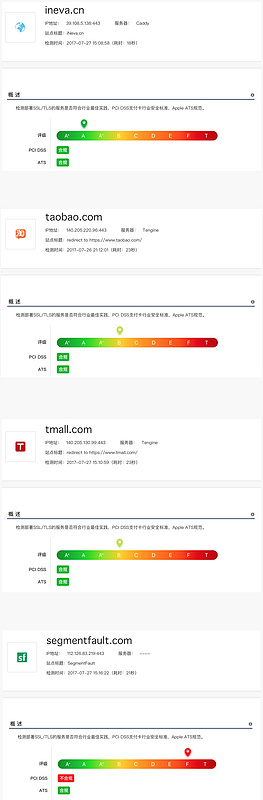 ineva.cn
IP地址: 39.108.5.138:443 服务器: Caddy
站点标题: iNeva.cn
检测时间: 2017-07-27 15:08:58 (耗时: 18秒)
概 述
检测部署SSL/TLS的服务是否符合行业最佳实践，PCI DSS支付卡行业安全标准，Apple ATS规范。
评级 A+ A A- B C D E F T
PCI DSS 合规
ATS 合规
taobao.com
IP地址: 140.205.220.96:443 服务器: Tengine
站点标题: redirect to https://www.taobao.com/
检测时间: 2017-07-26 21:12:01 (耗时: 23秒)
概 述
检测部署SSL/TLS的服务是否符合行业最佳实践，PCI DSS支付卡行业安全标准，Apple ATS规范。
评级 A+ A A- B C D E F T
PCI DSS 合规
ATS 合规
tmall.com
IP地址: 140.205.130.99:443 服务器: Tengine
站点标题: redirect to https://www.tmall.com/
检测时间: 2017-07-27 15:10:59 (耗时: 23秒)
概 述
检测部署SSL/TLS的服务是否符合行业最佳实践，PCI DSS支付卡行业安全标准，Apple ATS规范。
评级 A+ A A- B C D E F T
PCI DSS 合规
ATS 合规
segmentfault.com
IP地址: 112.126.83.219:443 服务器: -----
站点标题: SegmentFault
检测时间: 2017-07-27 15:16:22 (耗时: 21秒)
概 述
检测部署SSL/TLS的服务是否符合行业最佳实践，PCI DSS支付卡行业安全标准，Apple ATS规范。
评级 A+ A A- B C D E F T
PCI DSS 不合规
ATS 合规